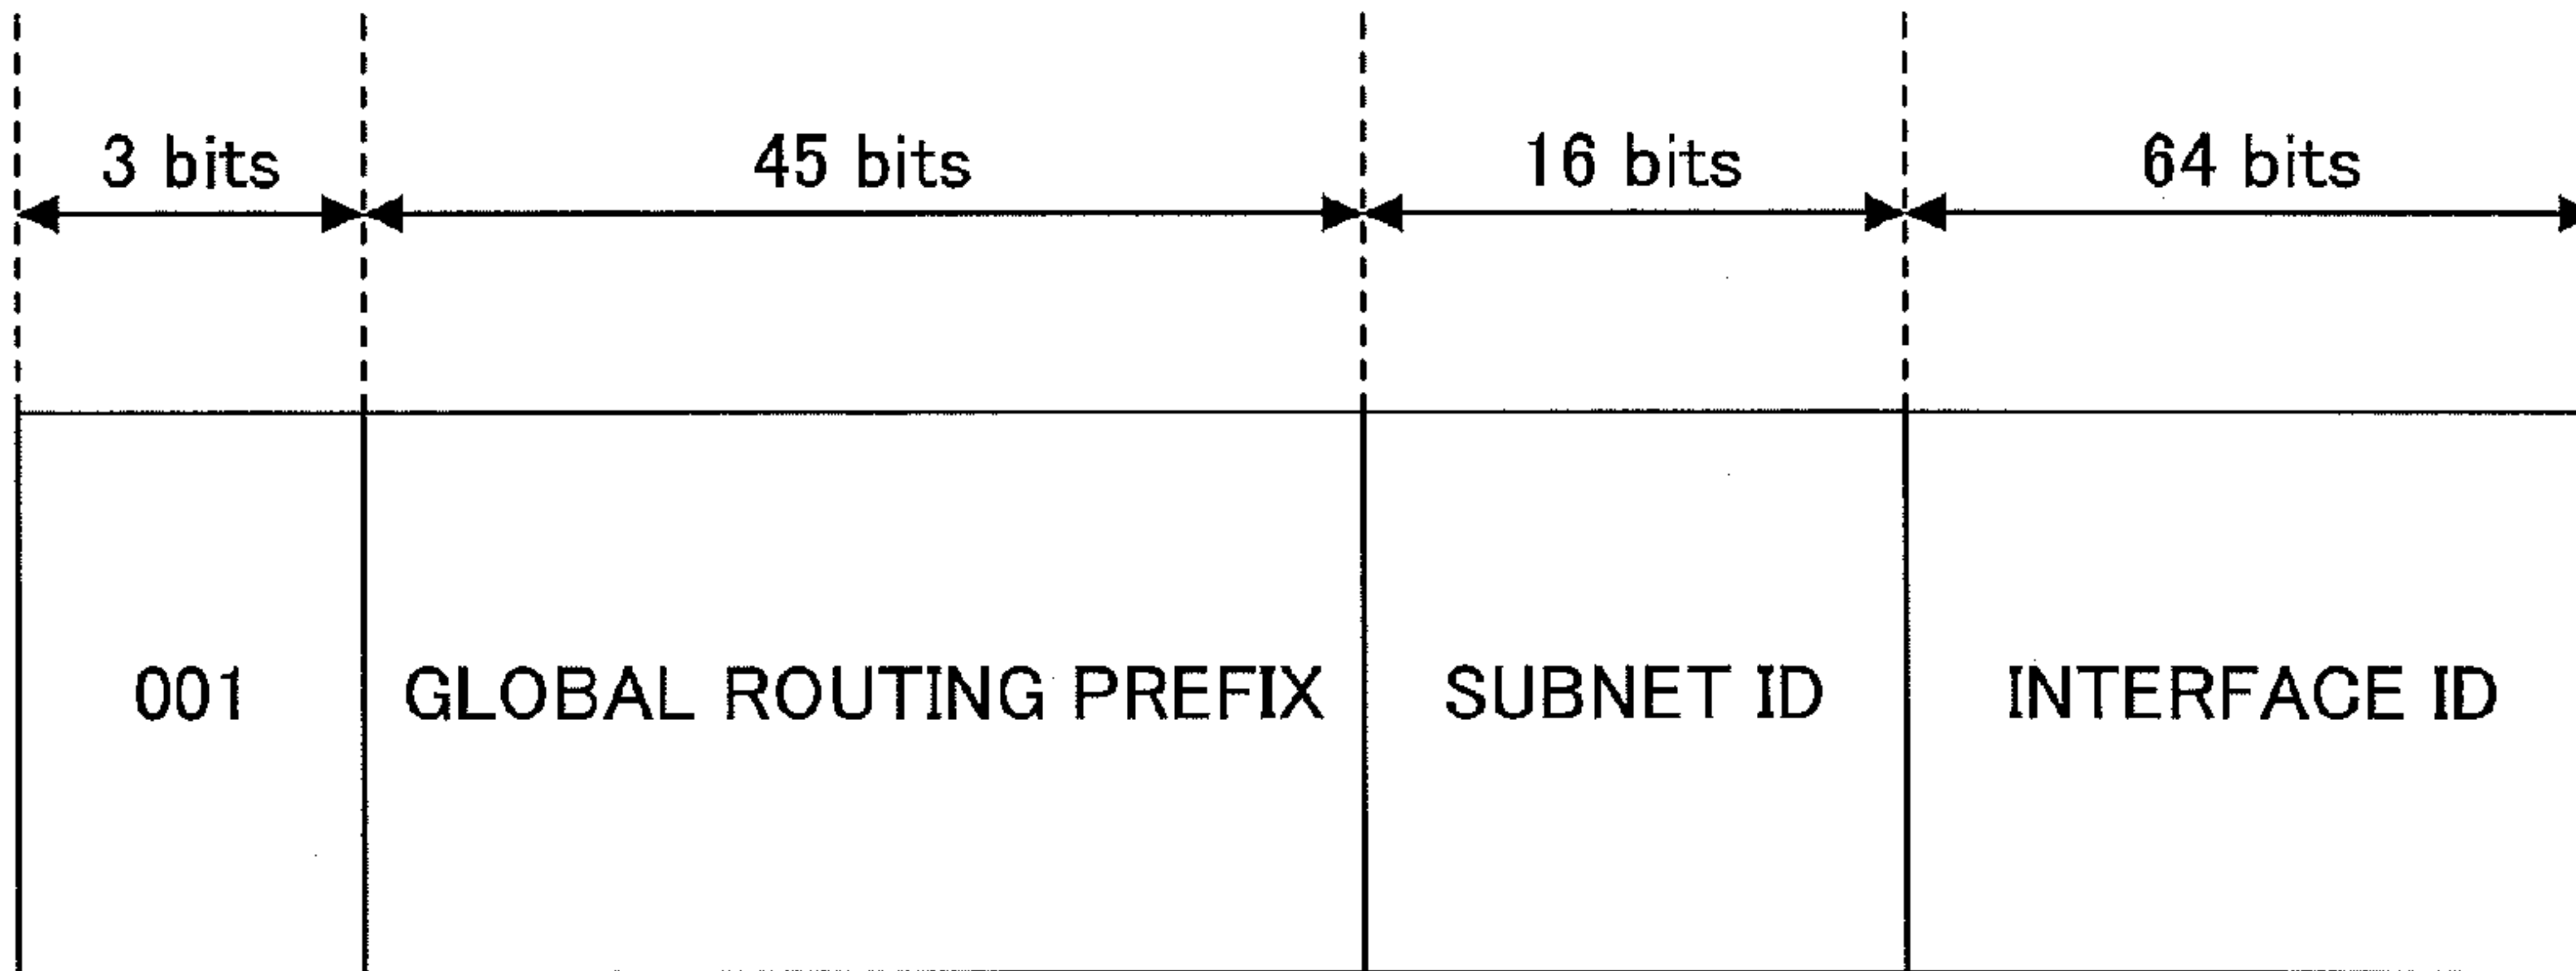 3 bits 45 bits 16 bits 64 bits
001 GLOBAL ROUTING PREFIX SUBNET ID INTERFACE ID